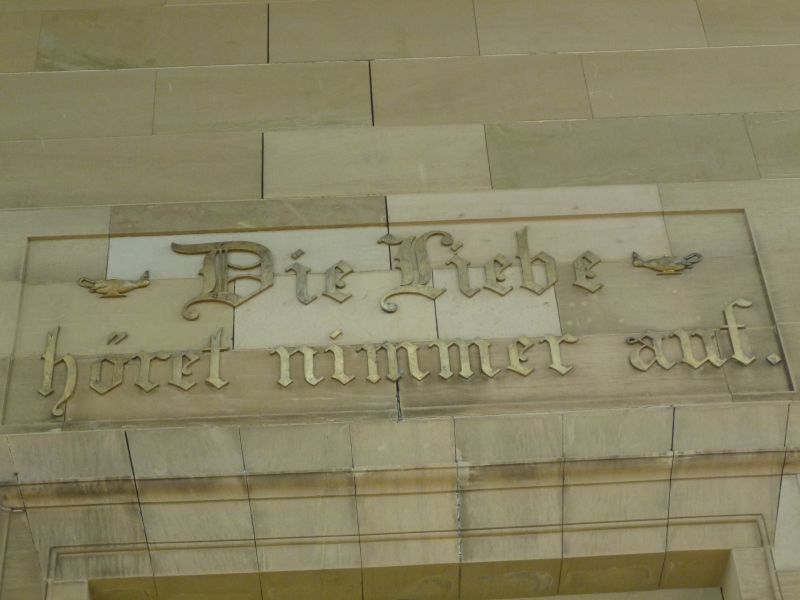 Die Liebe
höret nimmer auf.